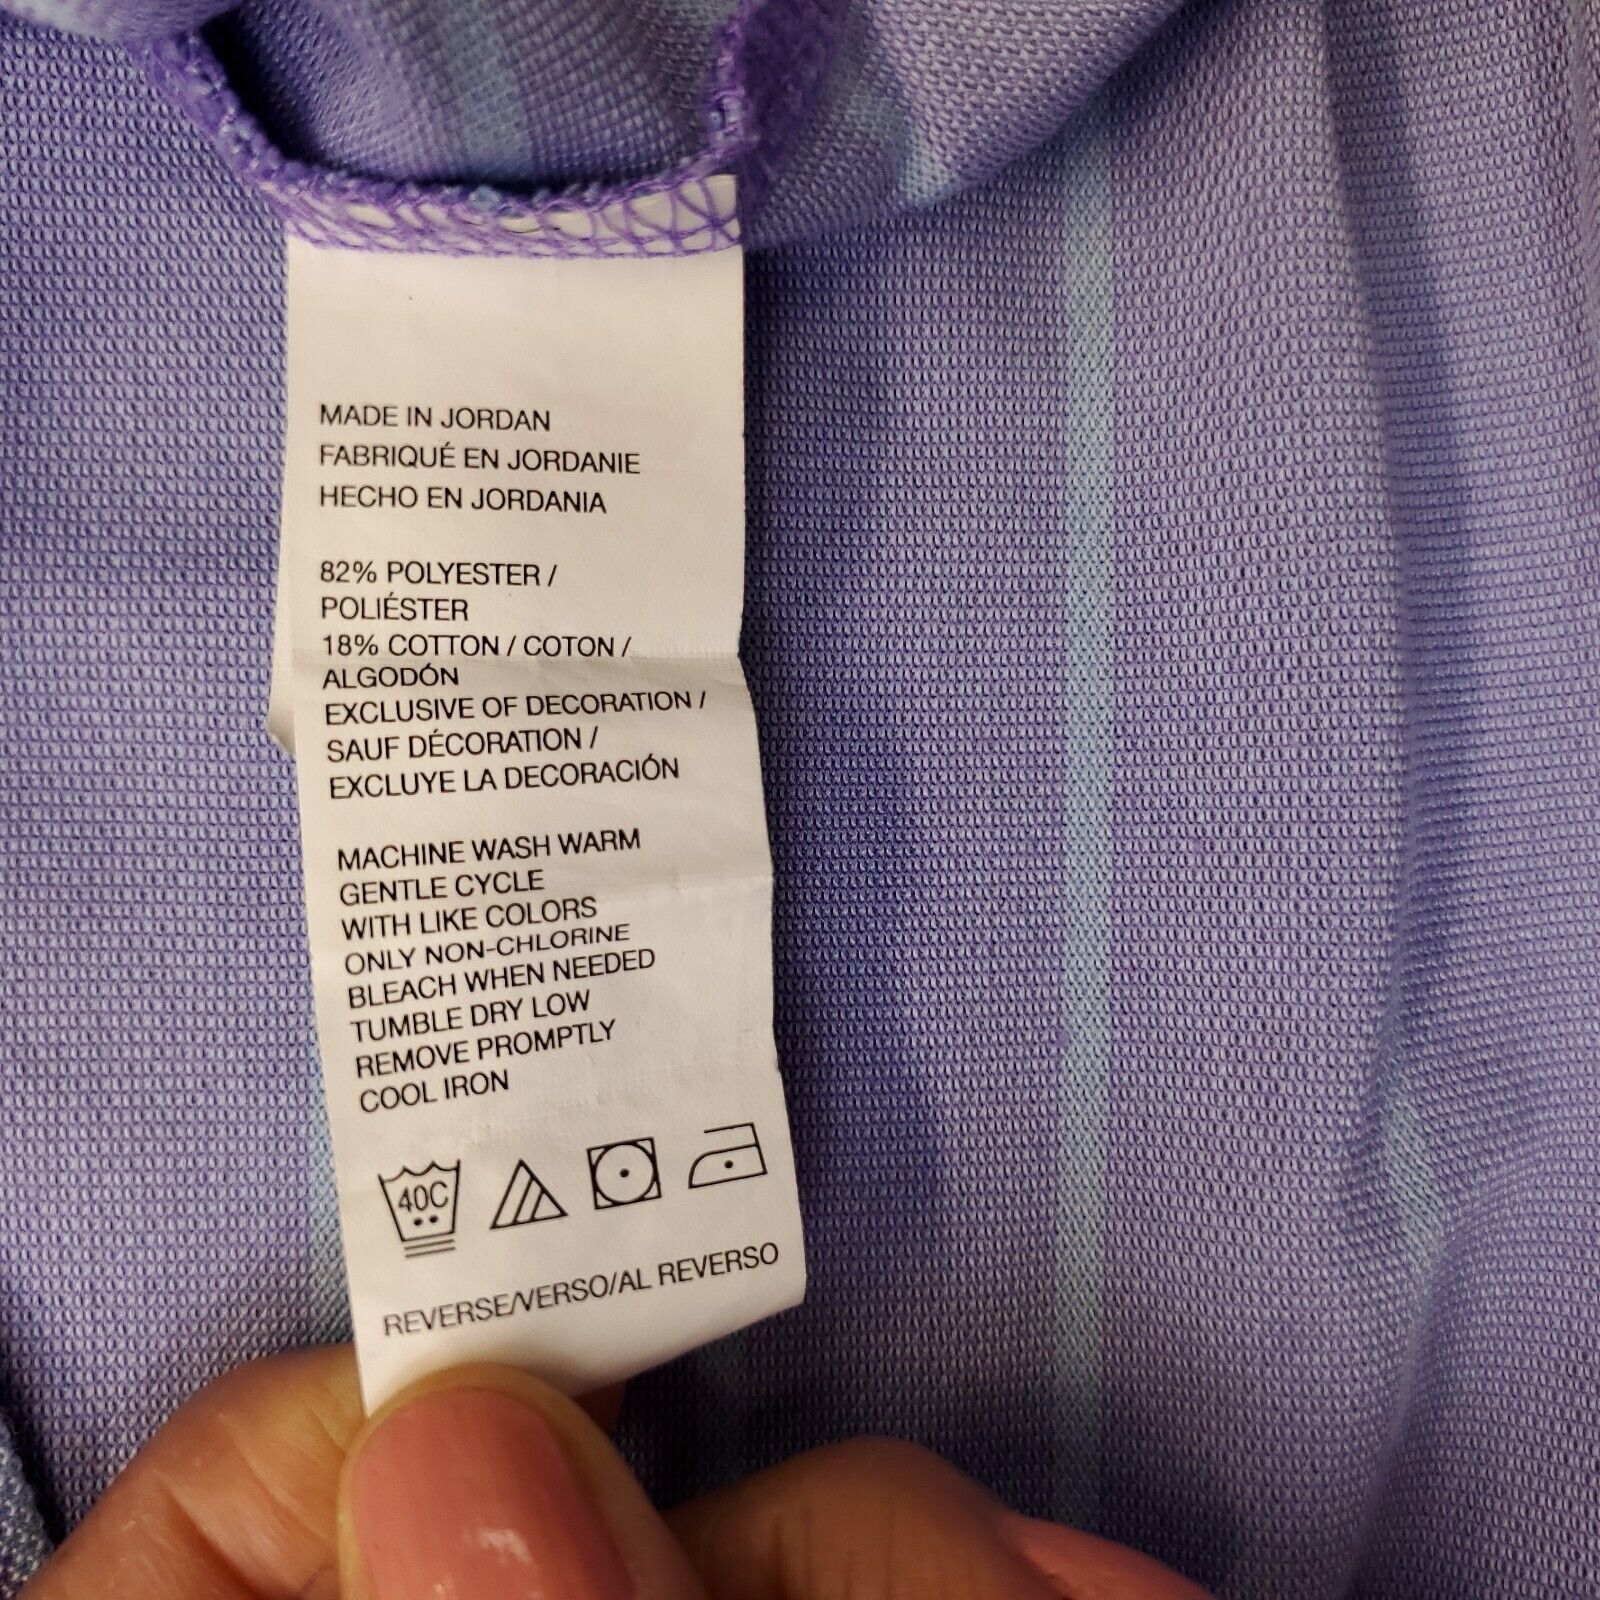 MADE IN JORDAN
FABRIQUÉ EN JORDANIE
HECHO EN JORDANIA
82% POLYESTER /
POLIÉSTER
18% COTTON / COTON /
ALGODÓN
EXCLUSIVE OF DECORATION /
SAUF DÉCORATION /
EXCLUYE LA DECORACIÓN
MACHINE WASH WARM
GENTLE CYCLE
WITH LIKE COLORS
ONLY NON-CHLORINE
BLEACH WHEN NEEDED
TUMBLE DRY LOW
REMOVE PROMPTLY
COOL IRON
40C
REVERSE/VERSO/AL REVERSO